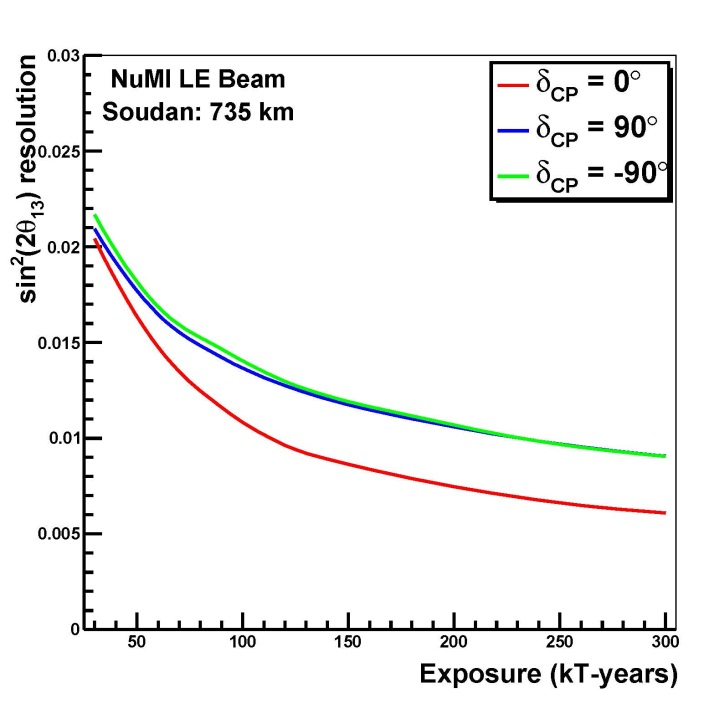 NuMI LE Beam
Soudan: 735 km
δCP = 0°
δCP = 90°
δCP = -90°
sin²(2θ₁₃) resolution
0.03
0.025
0.02
0.015
0.01
0.005
0
50 100 150 200 250 300
Exposure (kT-years)